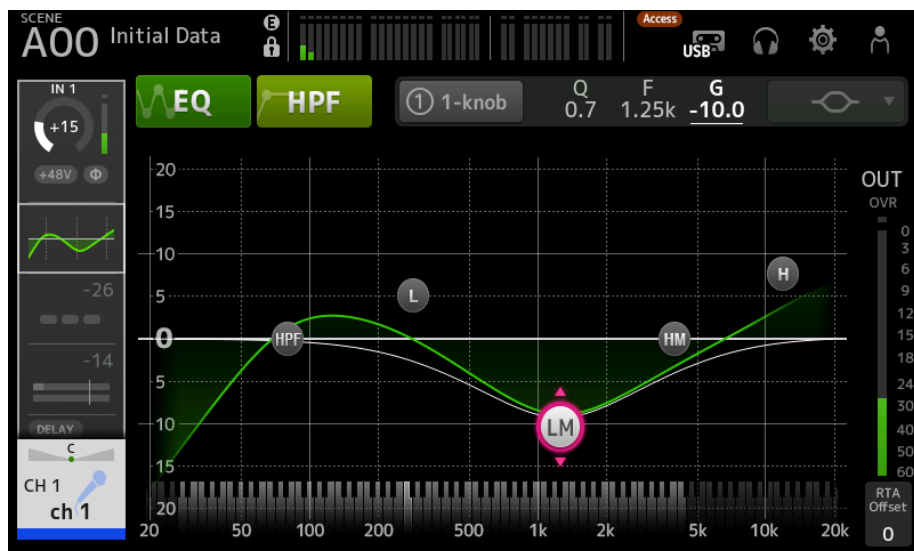 SCENE
A00 Initial Data
E
Access
USB
IN 1
+15
+48V Φ
EQ
HPF
1 1-knob
Q F G
0.7 1.25k -10.0
-26
-14
DELAY
C
CH 1
ch 1
20
15
10
5
0
5
10
15
20
HPF
L
LM
HM
H
20 50 100 200 500 1k 2k 5k 10k 20k
OUT
OVR
0
3
6
9
12
15
18
24
30
40
50
60
RTA
Offset
0